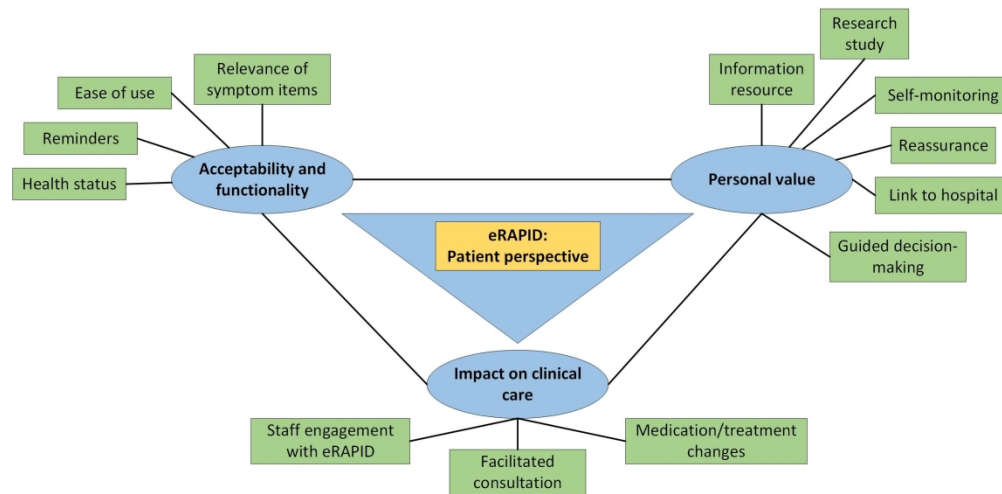 Research
study
Relevance of
symptom items
Information
resource
Ease of use
Self-monitoring
Reminders
Reassurance
Acceptability and
functionality
Personal value
Health status
Link to hospital
eRAPID:
Patient perspective
Guided decision-
making
Impact on clinical
care
Staff engagement
with eRAPID
Medication/treatment
changes
Facilitated
consultation